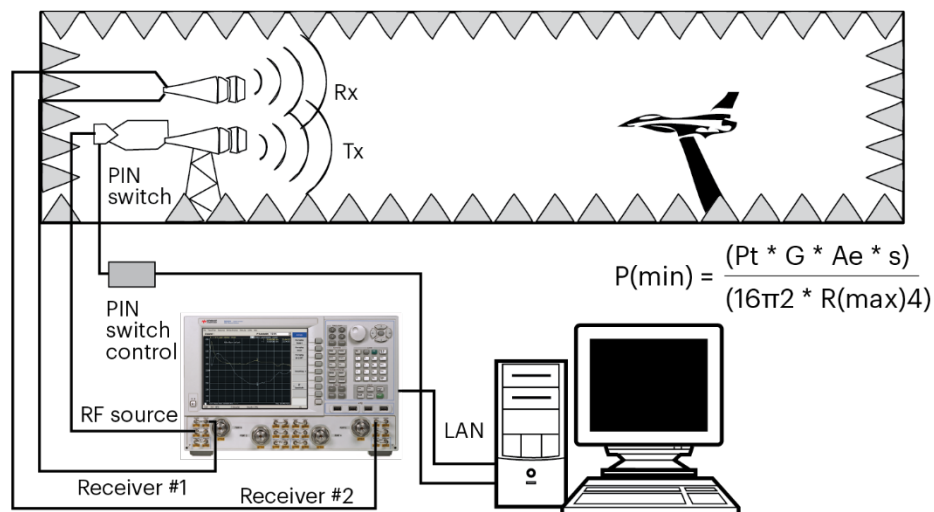 Rx
Tx
PIN
switch
P(min) = (Pt * G * Ae * s)
(16π2 * R(max)4)
PIN
switch
control
RF source
LAN
Receiver #1
Receiver #2